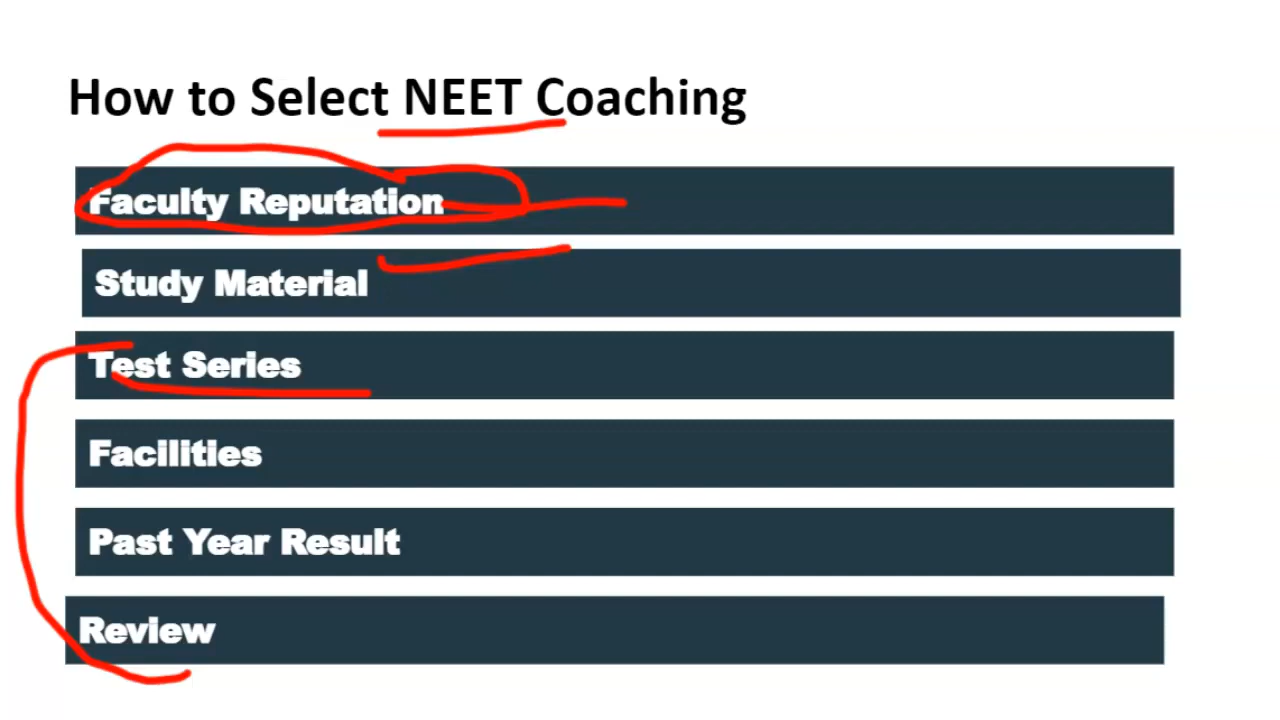 How to Select NEET Coaching
Faculty Reputation
Study Material
Test Series
Facilities
Past Year Result
Review